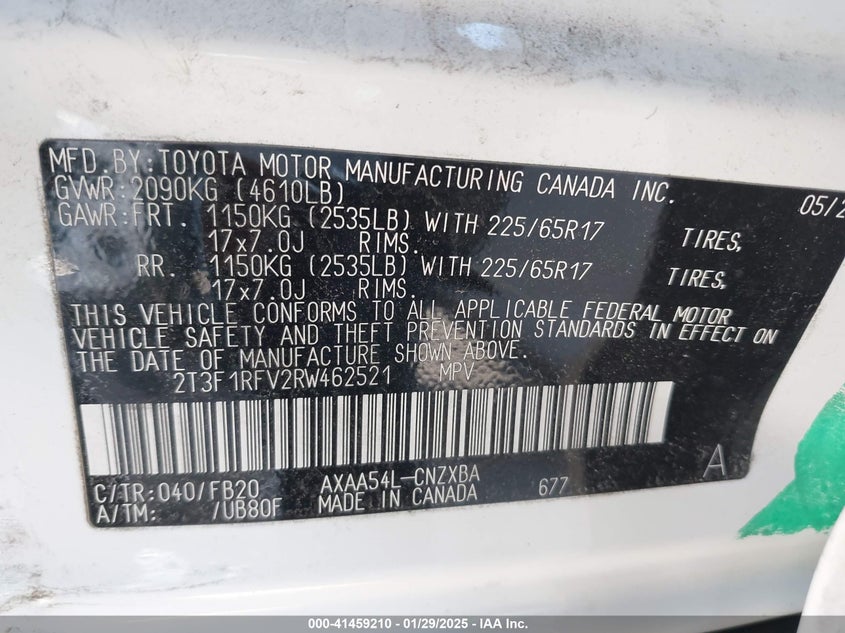 MFD.BY:TOYOTA MOTOR MANUFACTURING CANADA INC. 05/2
GVWR:2090KG (4610LB)
GAWR:FRT. 1150KG (2535LB) WITH 225/65R17 TIRES,
17x7.0J RIMS.
RR. 1150KG (2535LB) WITH 225/65R17 TIRES,
17x7.0J RIMS.
THIS VEHICLE CONFORMS TO ALL APPLICABLE FEDERAL MOTOR
VEHICLE SAFETY AND THEFT PREVENTION STANDARDS IN EFFECT ON
THE DATE OF MANUFACTURE SHOWN ABOVE.
2T3F1RFV2RW462521 MPV
A
C/TR:040/FB20 AXAA54L-CNZXBA 677
A/TM: /UB80F MADE IN CANADA
000-41459210 - 01/29/2025 - IAA Inc.